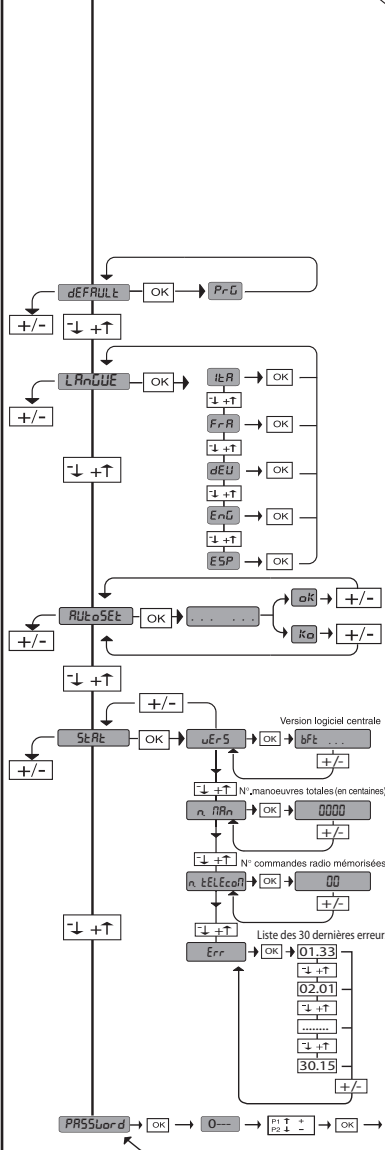 dEFAULt OK PrG
+/- -↓ +↑
LAnGUE OK ItA OK
+/- -↓ +↑
FrA OK
-↓ +↑
-↓ +↑ dEU OK
-↓ +↑
EnG OK
-↓ +↑
ESP OK
ok +/-
AUtoSEt OK ... ...
+/- Ko +/-
-↓ +↑
+/-
Version logiciel centrale
StAt OK vErS OK bFt ...
+/- +/-
-↓ +↑ N°.manoeuvres totales (en centaines)
n. MAn OK 0000
+/-
-↓ +↑ N° commandes radio mémorisées
n. tELEcoM OK 00
+/-
-↓ +↑ -↓ +↑ Liste des 30 dernières erreur
Err OK 01.33
-↓ +↑
02.01
-↓ +↑
........
-↓ +↑
30.15
+/-
PASSword OK 0--- P1 ↑ + OK
P2 ↓ -